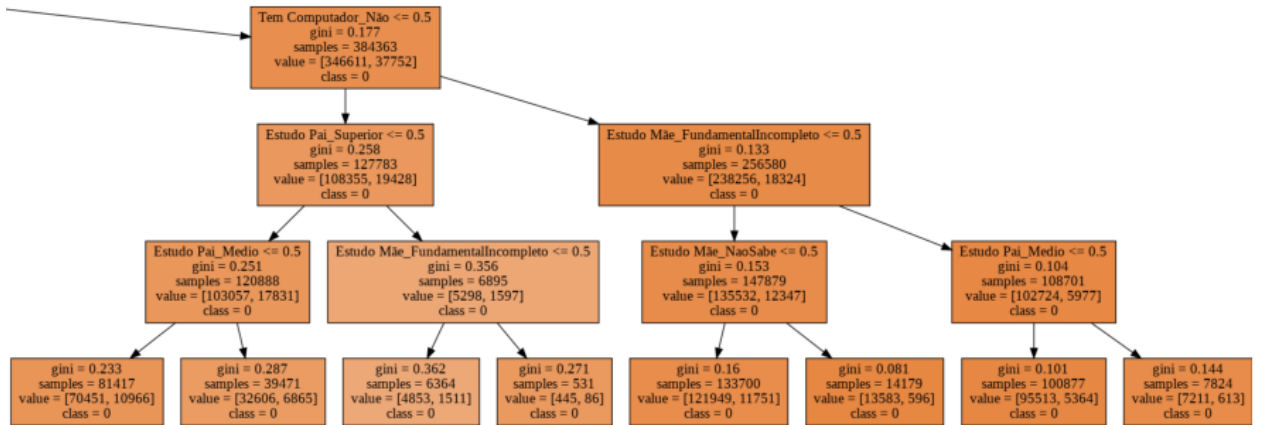 Tem Computador_Não <= 0.5
gini = 0.177
samples = 384363
value = [346611, 37752]
class = 0
Estudo Pai_Superior <= 0.5
gini = 0.258
samples = 127783
value = [108355, 19428]
class = 0
Estudo Mãe_FundamentalIncompleto <= 0.5
gini = 0.133
samples = 256580
value = [238256, 18324]
class = 0
Estudo Pai_Medio <= 0.5
gini = 0.251
samples = 120888
value = [103057, 17831]
class = 0
Estudo Mãe_FundamentalIncompleto <= 0.5
gini = 0.356
samples = 6895
value = [5298, 1597]
class = 0
Estudo Mãe_NaoSabe <= 0.5
gini = 0.153
samples = 147879
value = [135532, 12347]
class = 0
Estudo Pai_Medio <= 0.5
gini = 0.104
samples = 108701
value = [102724, 5977]
class = 0
gini = 0.233
samples = 81417
value = [70451, 10966]
class = 0
gini = 0.287
samples = 39471
value = [32606, 6865]
class = 0
gini = 0.362
samples = 6364
value = [4853, 1511]
class = 0
gini = 0.271
samples = 531
value = [445, 86]
class = 0
gini = 0.16
samples = 133700
value = [121949, 11751]
class = 0
gini = 0.081
samples = 14179
value = [13583, 596]
class = 0
gini = 0.101
samples = 100877
value = [95513, 5364]
class = 0
gini = 0.144
samples = 7824
value = [7211, 613]
class = 0